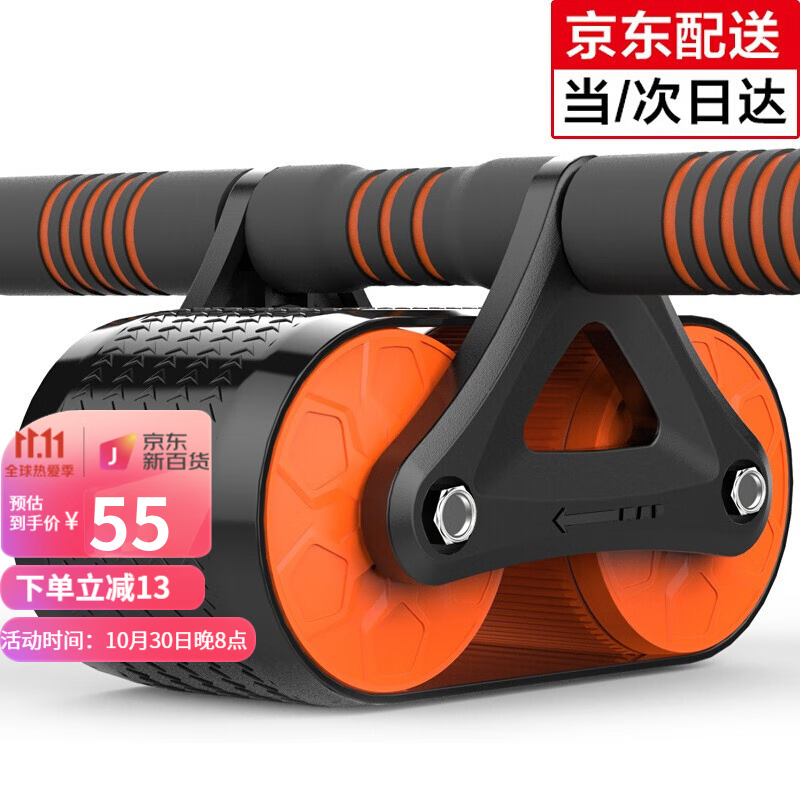 京东配送
当/次日达
11.11
全球热爱季
J
京东
新百货
预估
到手价¥55
下单立减13
活动时间：10月30日晚8点